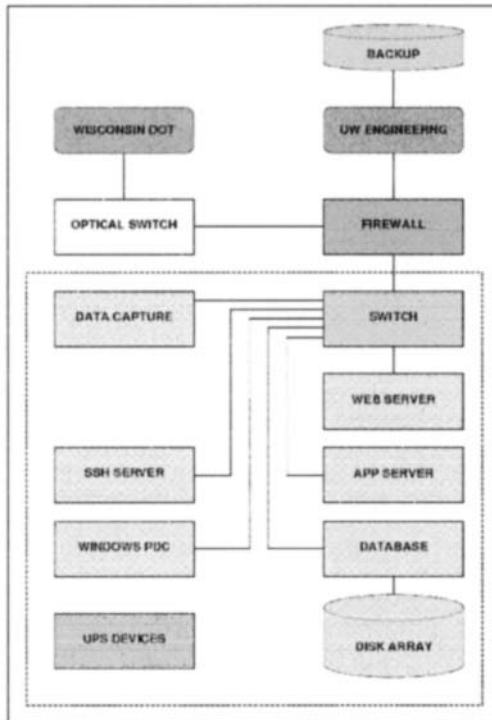 BACKUP
WISCONSIN DOT
UW ENGINEERNG
OPTICAL SWITCH
FIREWALL
DATA CAPTURE
SWITCH
WEB SERVER
SSH SERVER
APP SERVER
WINDOWS PDC
DATABASE
UPS DEVICES
DISK ARRAY